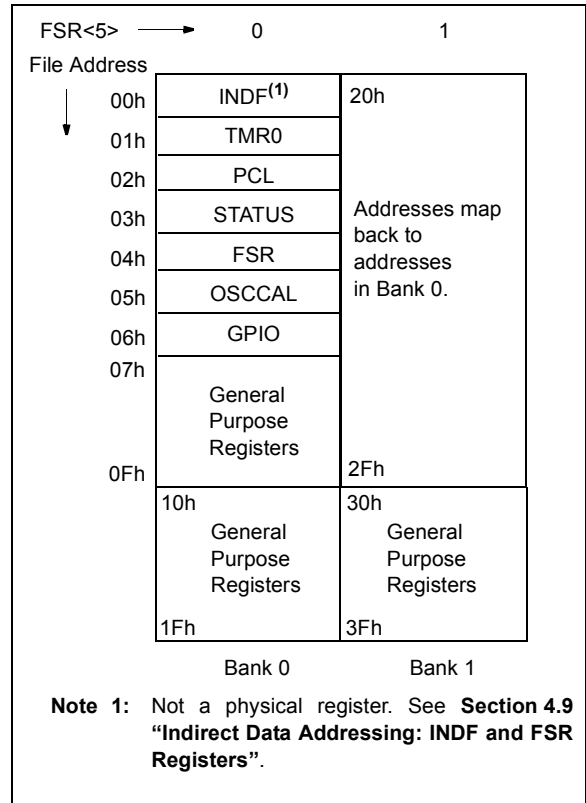 FSR<5> 0 1
File Address
00h INDF(1) 20h
01h TMR0
02h PCL
03h STATUS Addresses map
back to
04h FSR addresses
05h OSCCAL in Bank 0.
06h GPIO
07h
General
Purpose
Registers
0Fh 2Fh
10h 30h
General General
Purpose Purpose
Registers Registers
1Fh 3Fh
Bank 0 Bank 1
Note 1: Not a physical register. See Section 4.9
“Indirect Data Addressing: INDF and FSR
Registers”.